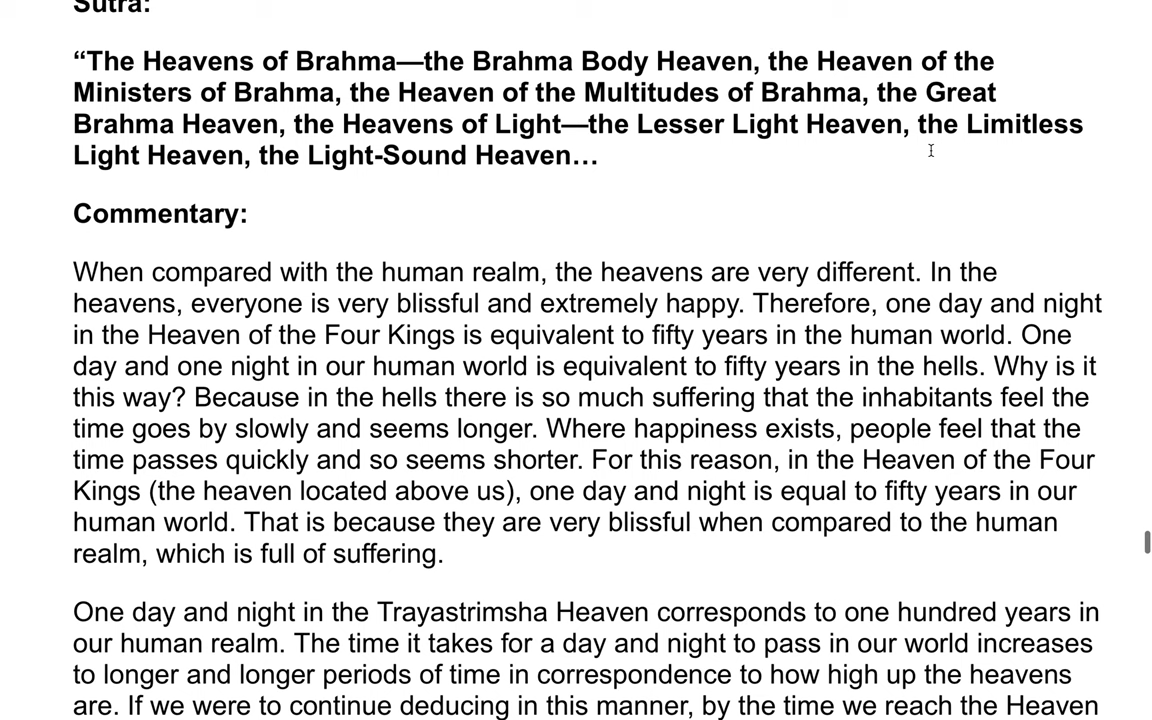 Sutra:
“The Heavens of Brahma—the Brahma Body Heaven, the Heaven of the
Ministers of Brahma, the Heaven of the Multitudes of Brahma, the Great
Brahma Heaven, the Heavens of Light—the Lesser Light Heaven, the Limitless
Light Heaven, the Light-Sound Heaven…
Commentary:
When compared with the human realm, the heavens are very different. In the
heavens, everyone is very blissful and extremely happy. Therefore, one day and night
in the Heaven of the Four Kings is equivalent to fifty years in the human world. One
day and one night in our human world is equivalent to fifty years in the hells. Why is it
this way? Because in the hells there is so much suffering that the inhabitants feel the
time goes by slowly and seems longer. Where happiness exists, people feel that the
time passes quickly and so seems shorter. For this reason, in the Heaven of the Four
Kings (the heaven located above us), one day and night is equal to fifty years in our
human world. That is because they are very blissful when compared to the human
realm, which is full of suffering.
One day and night in the Trayastrimsha Heaven corresponds to one hundred years in
our human realm. The time it takes for a day and night to pass in our world increases
to longer and longer periods of time in correspondence to how high up the heavens
are. If we were to continue deducing in this manner, by the time we reach the Heaven